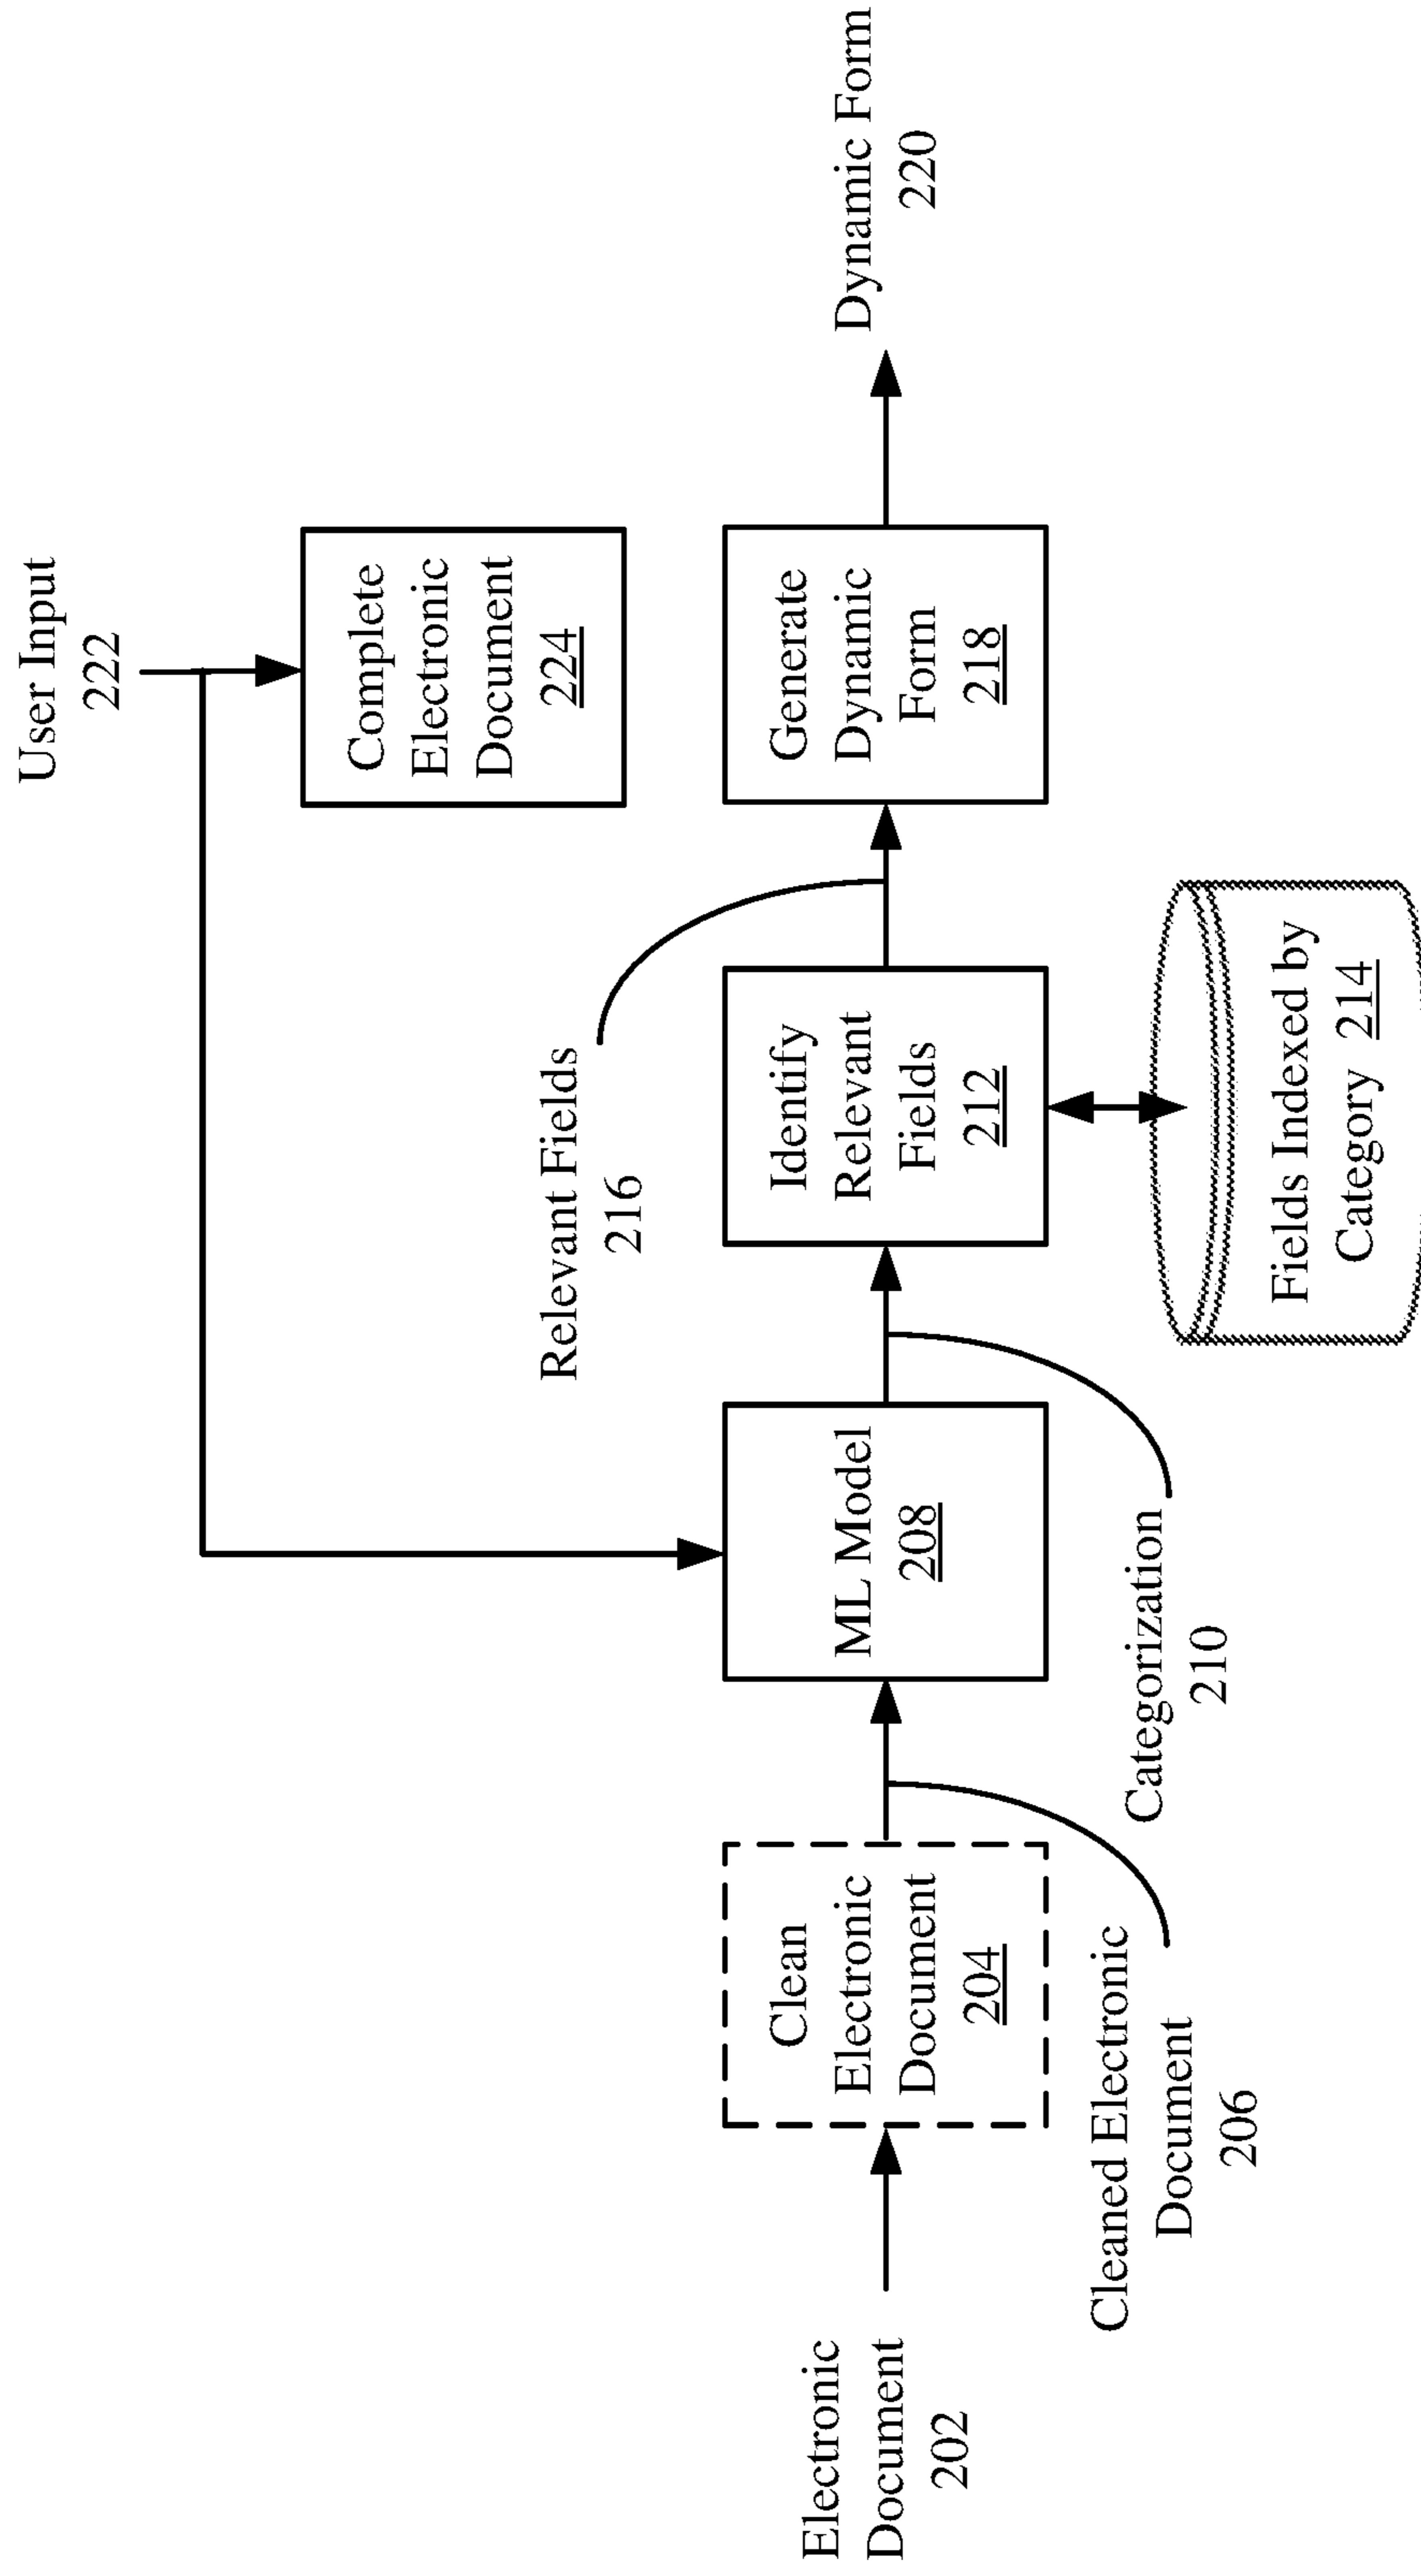 User Input
222
Complete
Electronic
Document
224
Relevant Fields
216
Electronic
Document
202
Clean
Electronic
Document
204
ML Model
208
Identify
Relevant
Fields
212
Generate
Dynamic
Form
218
Dynamic Form
220
Cleaned Electronic
Document
206
Categorization
210
Fields Indexed by
Category 214